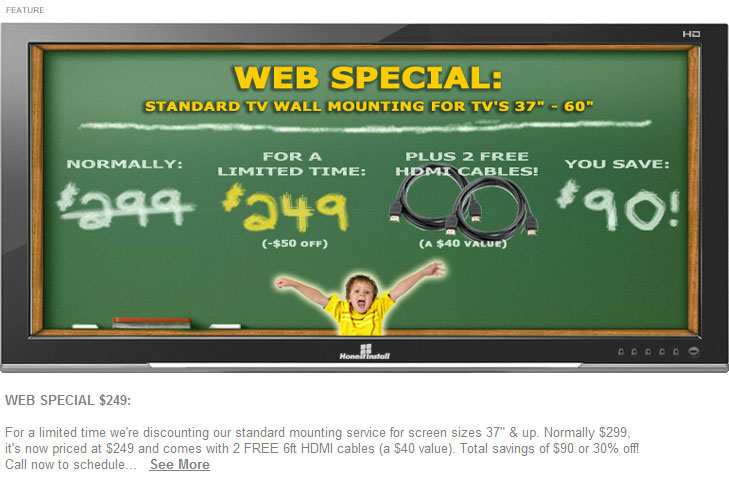 FEATURE
HD
WEB SPECIAL:
STANDARD TV WALL MOUNTING FOR TV'S 37" - 60"
NORMALLY:
$299
FOR A
LIMITED TIME:
$249
(-$50 OFF)
PLUS 2 FREE
HDMI CABLES!
(A $40 VALUE)
YOU SAVE:
$90!
HonestInstall
WEB SPECIAL $249:
For a limited time we're discounting our standard mounting service for screen sizes 37" & up. Normally $299,
it's now priced at $249 and comes with 2 FREE 6ft HDMI cables (a $40 value). Total savings of $90 or 30% off!
Call now to schedule... See More